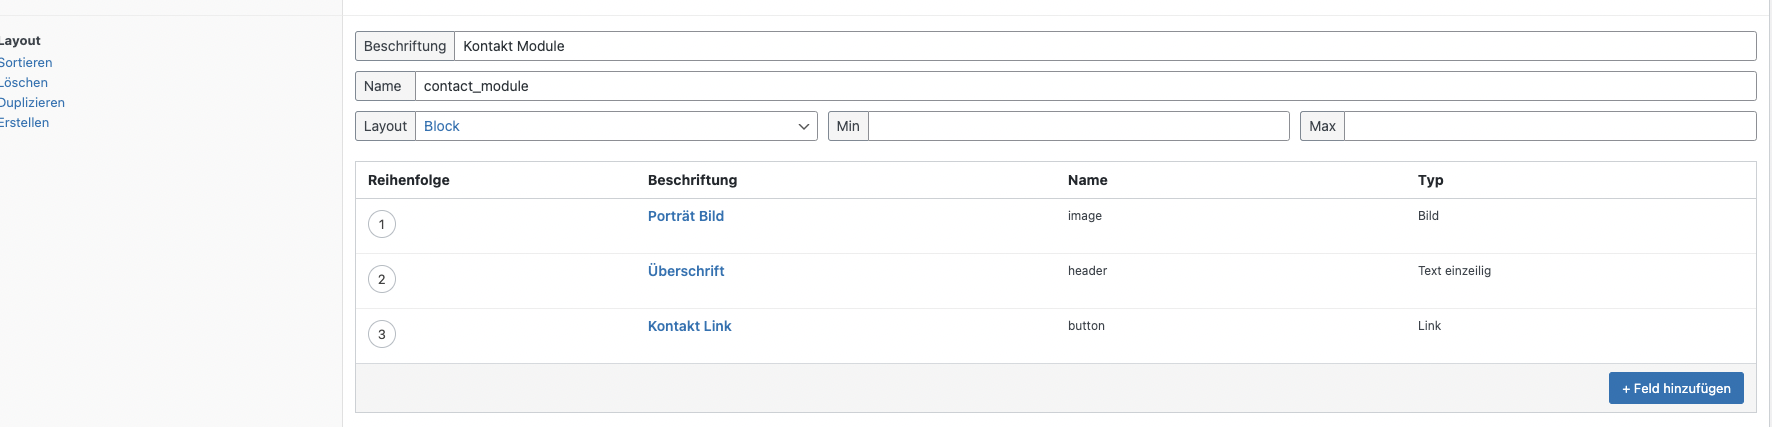 Layout
Sortieren
Löschen
Duplizieren
Erstellen
Beschriftung Kontakt Module
Name contact_module
Layout Block Min Max
Reihenfolge Beschriftung Name Typ
1 Porträt Bild image Bild
2 Überschrift header Text einzeilig
3 Kontakt Link button Link
+ Feld hinzufügen